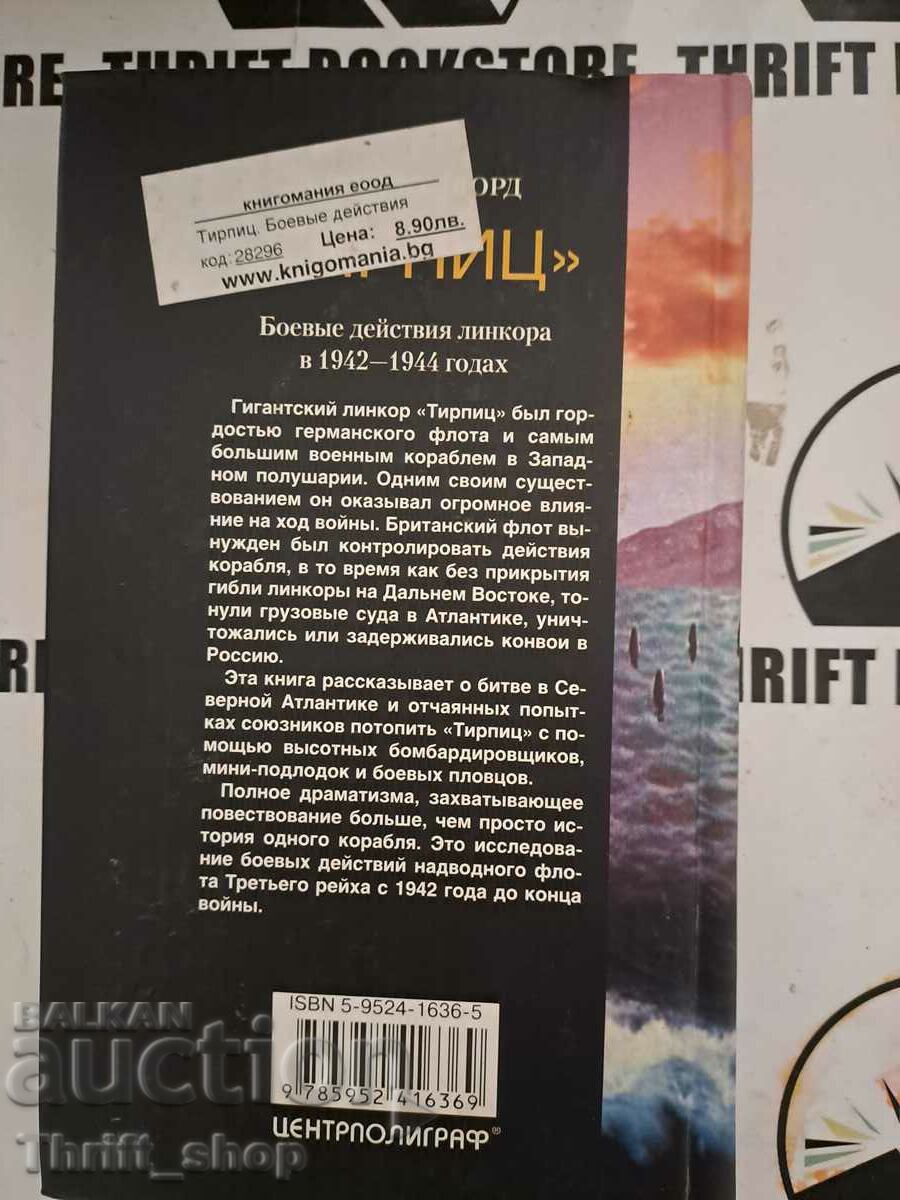 RE THRIFT BOOKSTORE THRIFT
книгомания еоод
Тирпиц. Боевые действия
код: 28296 Цена: 8.90лв.
www.knigomania.bg
ОРД
ПИЦ»
Боевые действия линкора
в 1942—1944 годах
Гигантский линкор «Тирпиц» был гор-
достью германского флота и самым
большим военным кораблем в Запад-
ном полушарии. Одним своим сущест-
вованием он оказывал огромное влия-
ние на ход войны. Британский флот вы-
нужден был контролировать действия
корабля, в то время как без прикрытия
гибли линкоры на Дальнем Востоке, то-
нули грузовые суда в Атлантике, уничт-
тожались или задерживались конвои в
Россию.
Эта книга рассказывает о битве в Се-
верной Атлантике и отчаянных попыт-
ках союзников потопить «Тирпиц» с по-
мощью высотных бомбардировщиков,
мини-подлодок и боевых пловцов.
Полное драматизма, захватывающее
повествование больше, чем просто ис-
тория одного корабля. Это исследова-
ние боевых действий надводного фло-
та Третьего рейха с 1942 года до конца
войны.
THRIFT
ISBN 5-9524-1636-5
9 785952 416369
ЦЕНТРПОЛИГРАФ®
BALKAN
auction
Thrift_shop